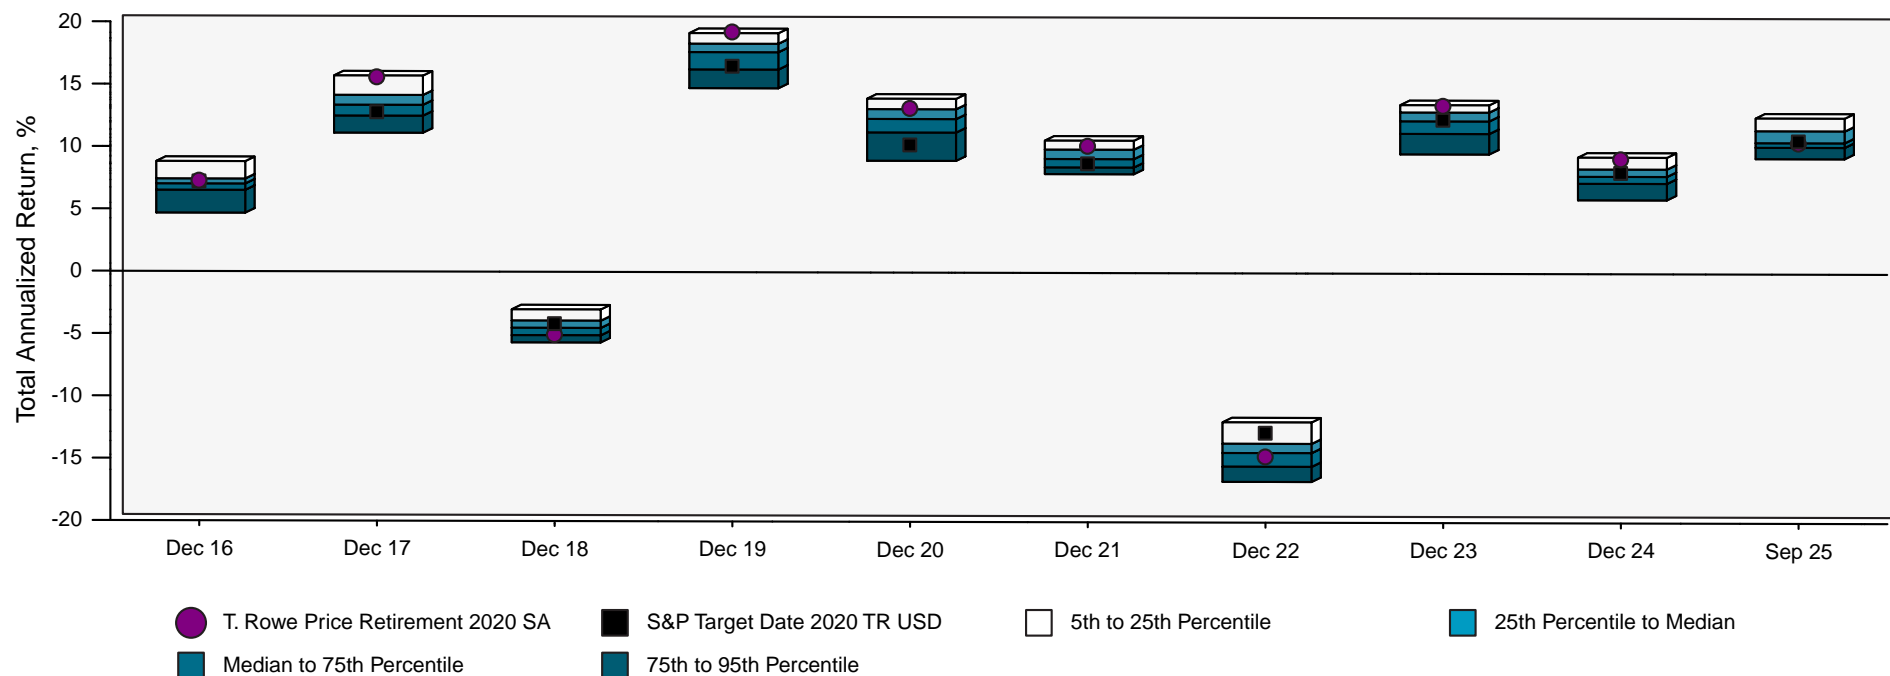 20
15
10
5
0
-5
-10
-15
-20
Total Annualized Return, %
Dec 16 Dec 17 Dec 18 Dec 19 Dec 20 Dec 21 Dec 22 Dec 23 Dec 24 Sep 25
T. Rowe Price Retirement 2020 SA S&P Target Date 2020 TR USD 5th to 25th Percentile 25th Percentile to Median
Median to 75th Percentile 75th to 95th Percentile